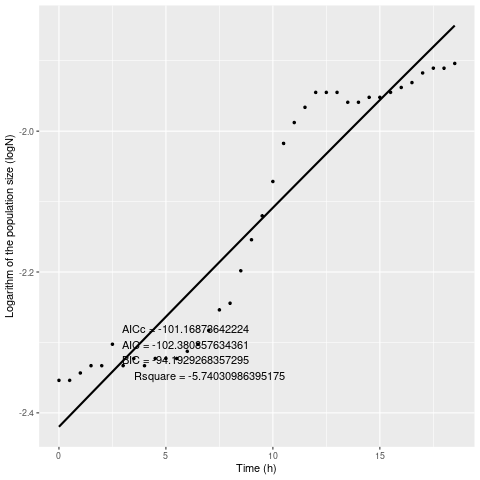 -2.0
-2.2
-2.4
Logarithm of the population size (logN)
AICc = -101.16878642224
AIC = -102.380857634361
BIC = -94.1929268357295
Rsquare = -5.74030986395175
0
5
10
15
Time (h)